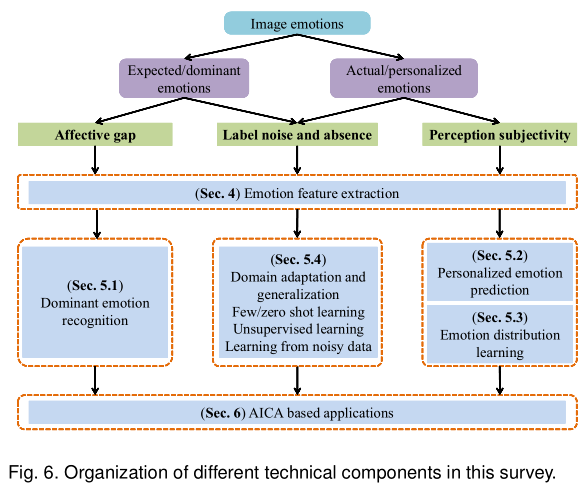 Image emotions
Expected/dominant
emotions
Actual/personalized
emotions
Affective gap
Label noise and absence
Perception subjectivity
(Sec. 4) Emotion feature extraction
(Sec. 5.1)
Dominant emotion
recognition
(Sec. 5.4)
Domain adaptation and
generalization
Few/zero shot learning
Unsupervised learning
Learning from noisy data
(Sec. 5.2)
Personalized emotion
prediction
(Sec. 5.3)
Emotion distribution
learning
(Sec. 6) AICA based applications
Fig. 6. Organization of different technical components in this survey.